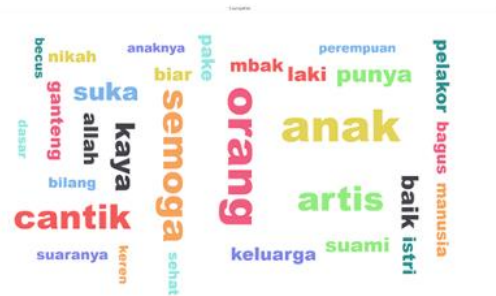 becus
nikah
anaknya
pake
perempuan
pelakor
biar
mbak
laki
punya
ganteng
suka
semoga
orang
anak
dasar
allah
kaya
bagus
bilang
artis
baik
manusia
cantik
suaranya
keren
sehat
keluarga
suami
istri